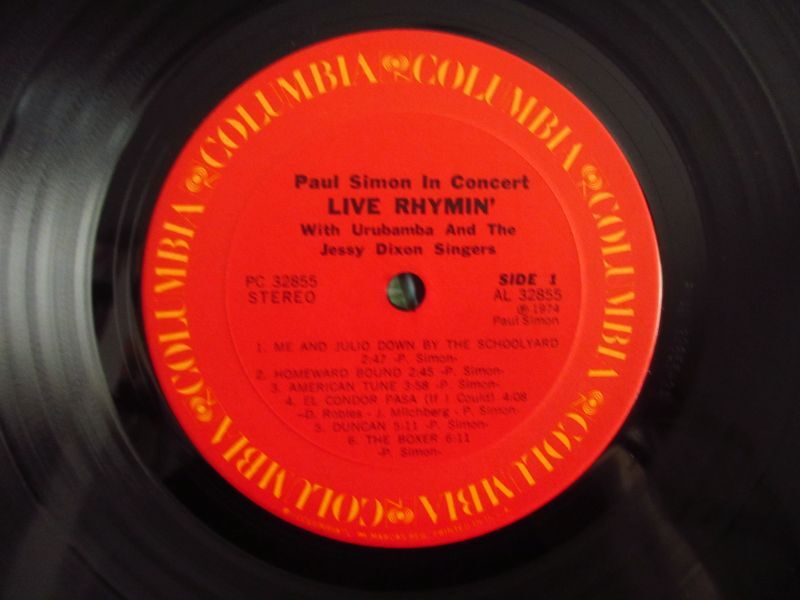 COLUMBIA COLUMBIA COLUMBIA COLUMBIA COLUMBIA COLUMBIA
Paul Simon In Concert
LIVE RHYMIN'
With Urubamba And The
Jessy Dixon Singers
PC 32855
STEREO
SIDE 1
AL 32855
℗ 1974
Paul Simon
1. ME AND JULIO DOWN BY THE SCHOOLYARD
2:47 -P. Simon-
2. HOMEWARD BOUND 2:45 -P. Simon-
3. AMERICAN TUNE 3:58 -P. Simon-
4. EL CONDOR PASA (If I Could) 4:08
-D. Robles - J. Milchberg - P. Simon-
5. DUNCAN 5:11 -P. Simon-
6. THE BOXER 6:11
-P. Simon-